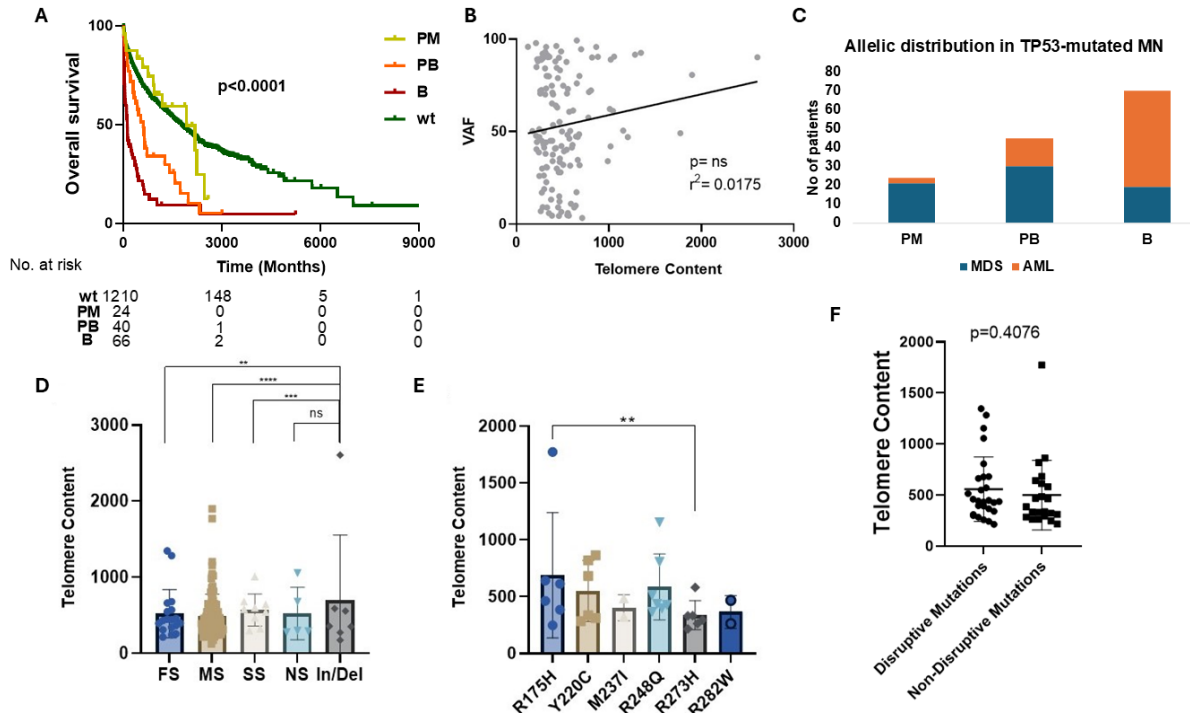 A
Overall survival
100
50
0
p<0.0001
PM
PB
B
wt
0 3000 6000 9000
Time (Months)
No. at risk
wt 1210 148 5 1
PM 24 0 0 0
PB 40 1 0 0
B 66 2 0 0
B
VAF
100
50
0
p= ns
r2= 0.0175
0 1000 2000 3000
Telomere Content
C
Allelic distribution in TP53-mutated MN
No of patients
80
70
60
50
40
30
20
10
0
PM PB B
MDS AML
D
**
****
***
ns
Telomere Content
3000
2000
1000
0
FS MS SS NS In/Del
E
**
Telomere Content
2000
1500
1000
500
0
R175H
Y220C
M237I
R248Q
R273H
R282W
F
p=0.4076
Telomere Content
2000
1500
1000
500
0
Disruptive Mutations
Non-Disruptive Mutations